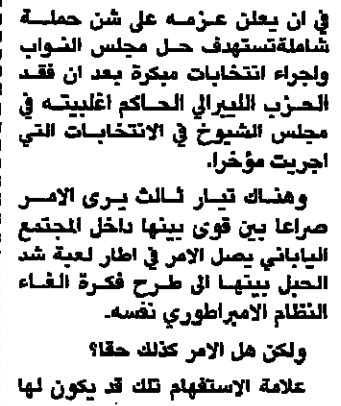 في ان يعلن عزمه على شن حملة
شاملة تستهدف حل مجلس النواب
واجراء انتخابات مبكرة بعد ان فقد
الحزب الليبرالي الحاكم اغلبيته في
مجلس الشيوخ في الانتخابات التي
اجريت مؤخرا.
وهناك تيار ثالث يرى الامر
صراعا بين قوى بينها داخل المجتمع
الياباني يصل الامر في اطار لعبة شد
الحبل بينها الى طرح فكرة الغاء
النظام الامبراطوري نفسه.
ولكن هل الامر كذلك حقا؟
علامة الاستفهام تلك قد يكون لها